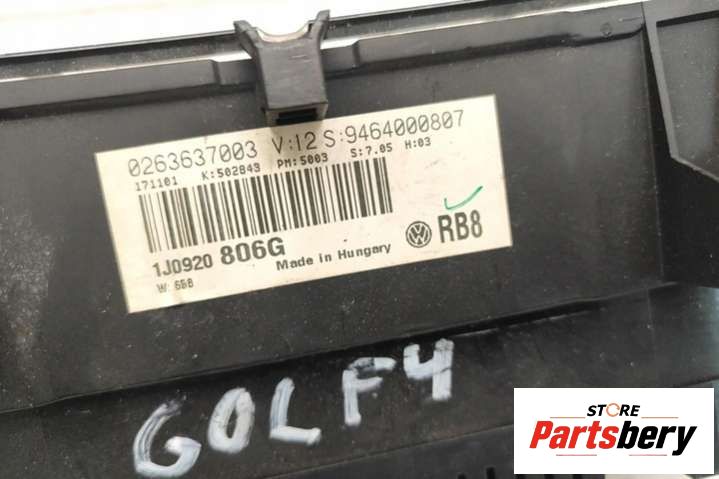 0263637003 V:12 S:9464000807
171101 K:502843 PM:5003 S:7.05 H:03
1J0920 806G Made in Hungary RB8
W: 65B
GOLF4
STORE
Partsbery